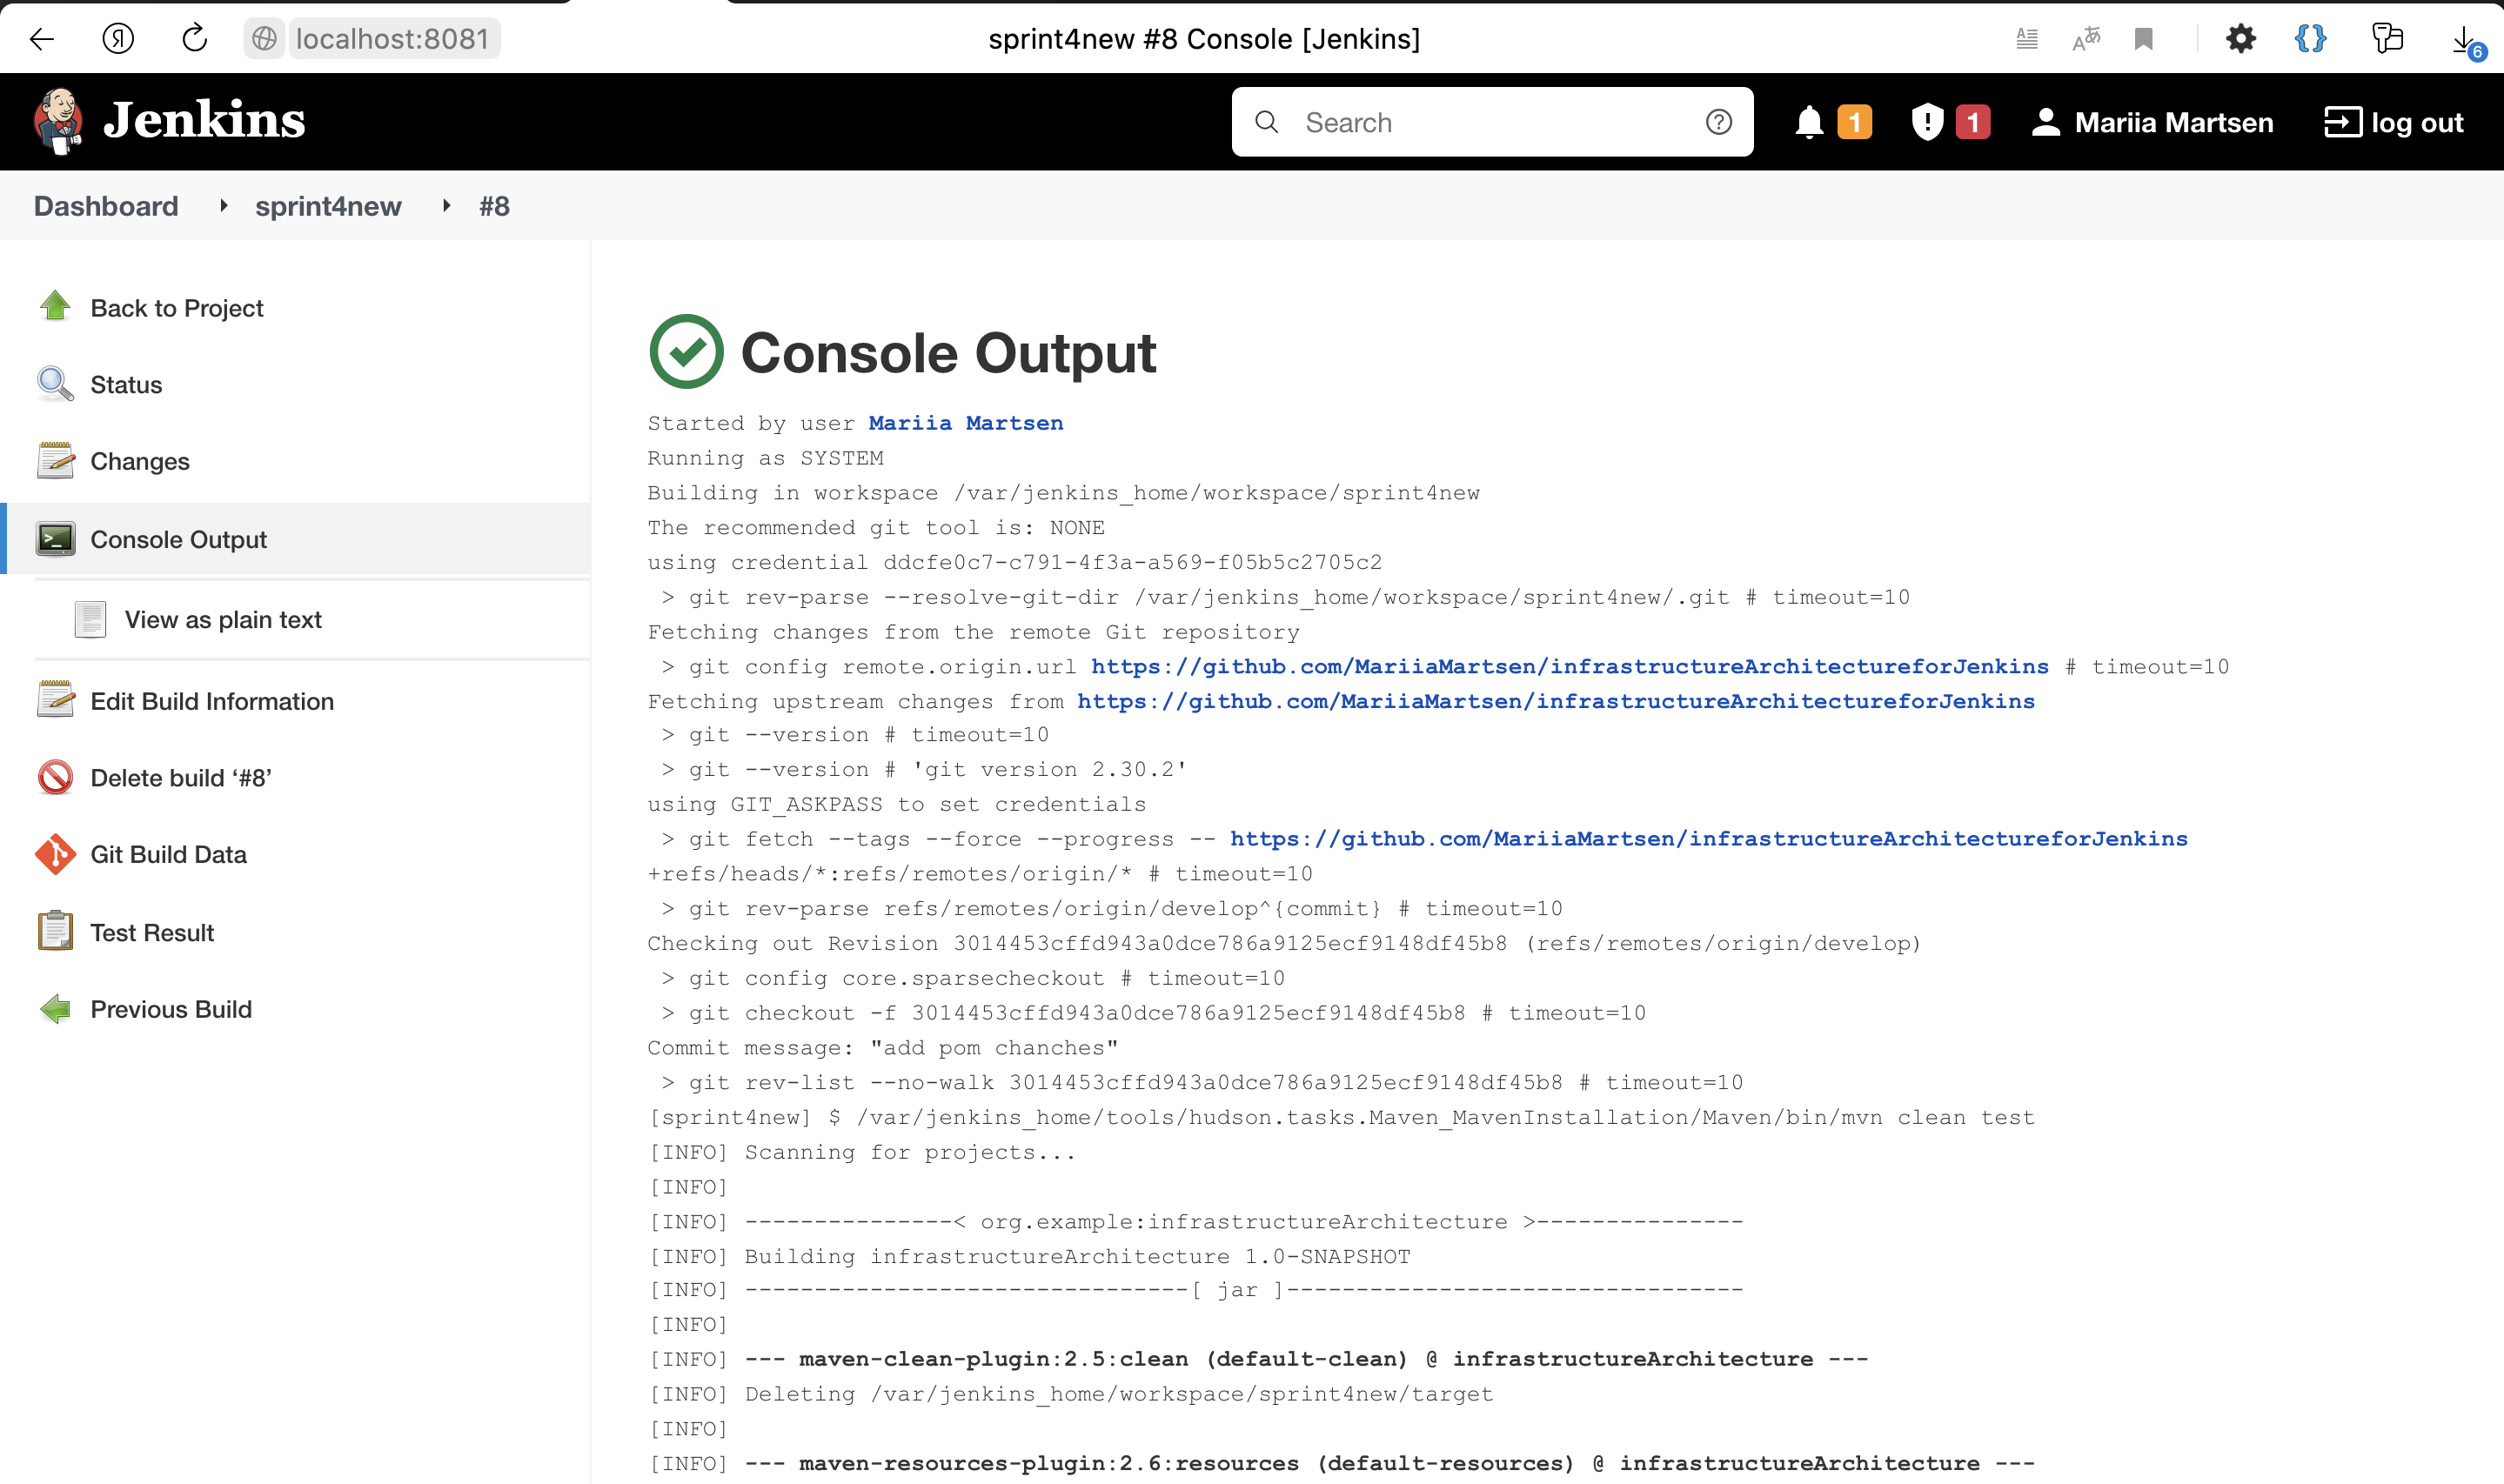 localhost:8081
sprint4new #8 Console [Jenkins]
6
Jenkins
Search
1
1
Mariia Martsen
log out
Dashboard
sprint4new
#8
Back to Project
Status
Changes
Console Output
View as plain text
Edit Build Information
Delete build ‘#8’
Git Build Data
Test Result
Previous Build
Console Output
Started by user Mariia Martsen
Running as SYSTEM
Building in workspace /var/jenkins_home/workspace/sprint4new
The recommended git tool is: NONE
using credential ddcfe0c7-c791-4f3a-a569-f05b5c2705c2
 > git rev-parse --resolve-git-dir /var/jenkins_home/workspace/sprint4new/.git # timeout=10
Fetching changes from the remote Git repository
 > git config remote.origin.url https://github.com/MariiaMartsen/infrastructureArchitectureforJenkins # timeout=10
Fetching upstream changes from https://github.com/MariiaMartsen/infrastructureArchitectureforJenkins
 > git --version # timeout=10
 > git --version # 'git version 2.30.2'
using GIT_ASKPASS to set credentials
 > git fetch --tags --force --progress -- https://github.com/MariiaMartsen/infrastructureArchitectureforJenkins
+refs/heads/*:refs/remotes/origin/* # timeout=10
 > git rev-parse refs/remotes/origin/develop^{commit} # timeout=10
Checking out Revision 3014453cffd943a0dce786a9125ecf9148df45b8 (refs/remotes/origin/develop)
 > git config core.sparsecheckout # timeout=10
 > git checkout -f 3014453cffd943a0dce786a9125ecf9148df45b8 # timeout=10
Commit message: "add pom chanches"
 > git rev-list --no-walk 3014453cffd943a0dce786a9125ecf9148df45b8 # timeout=10
[sprint4new] $ /var/jenkins_home/tools/hudson.tasks.Maven_MavenInstallation/Maven/bin/mvn clean test
[INFO] Scanning for projects...
[INFO]
[INFO] ---------------< org.example:infrastructureArchitecture >---------------
[INFO] Building infrastructureArchitecture 1.0-SNAPSHOT
[INFO] --------------------------------[ jar ]---------------------------------
[INFO]
[INFO] --- maven-clean-plugin:2.5:clean (default-clean) @ infrastructureArchitecture ---
[INFO] Deleting /var/jenkins_home/workspace/sprint4new/target
[INFO]
[INFO] --- maven-resources-plugin:2.6:resources (default-resources) @ infrastructureArchitecture ---